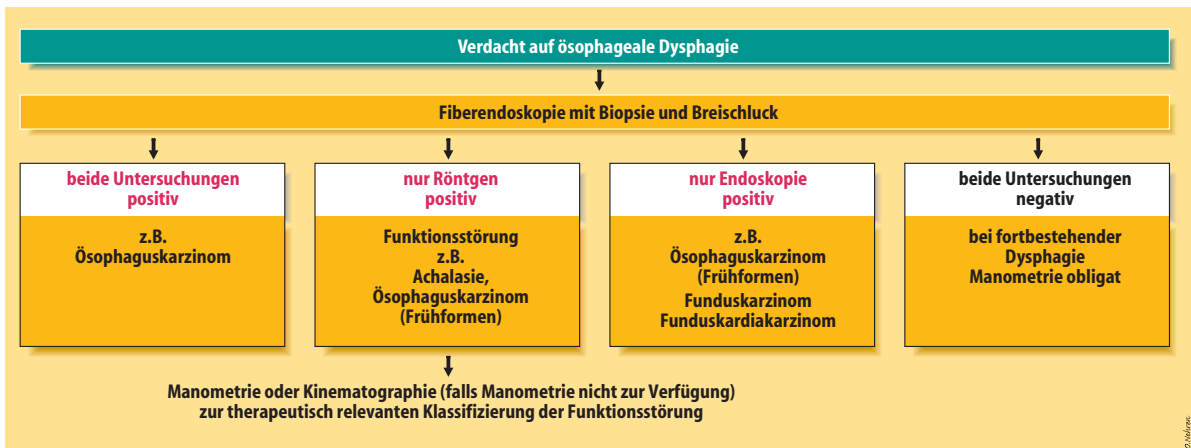 Verdacht auf ösophageale Dysphagie
Fiberendoskopie mit Biopsie und Breischluck
beide Untersuchungen
positiv
z.B.
Ösophaguskarzinom
nur Röntgen
positiv
Funktionsstörung
z.B.
Achalasie,
Ösophaguskarzinom
(Frühformen)
nur Endoskopie
positiv
z.B.
Ösophaguskarzinom
(Frühformen)
Funduskarzinom
Funduskardiakarzinom
beide Untersuchungen
negativ
bei fortbestehender
Dysphagie
Manometrie obligat
Manometrie oder Kinematographie (falls Manometrie nicht zur Verfügung)
zur therapeutisch relevanten Klassifizierung der Funktionsstörung